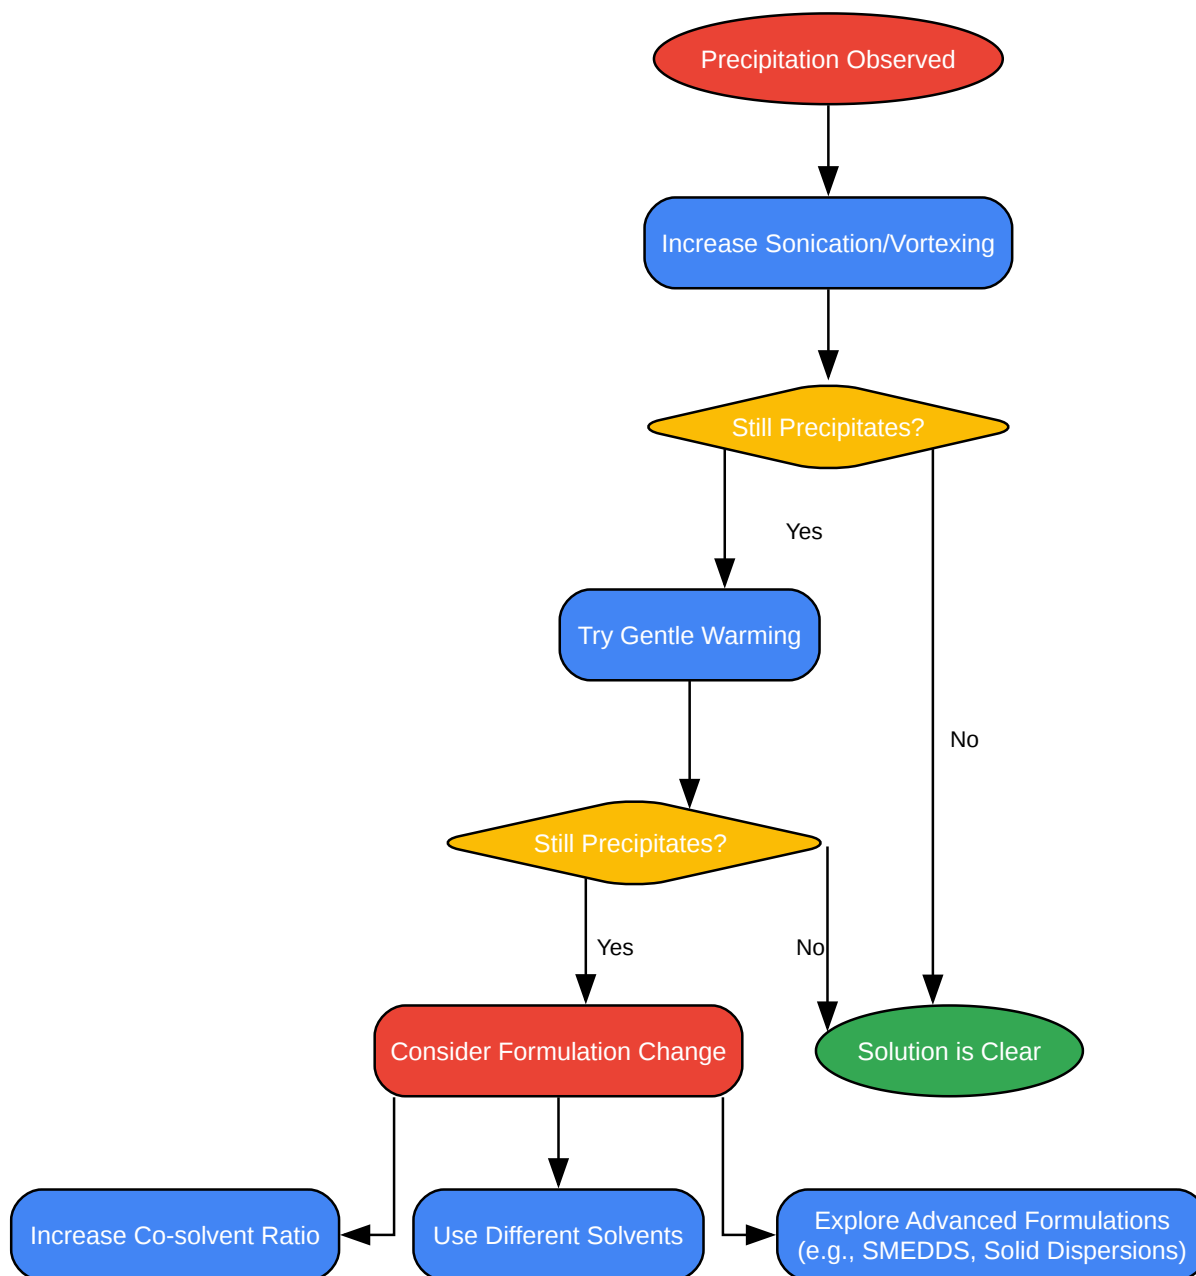 Precipitation Observed
Increase Sonication/Vortexing
Still Precipitates?
Yes
Try Gentle Warming
No
Still Precipitates?
Yes
No
Consider Formulation Change
Solution is Clear
Increase Co-solvent Ratio
Use Different Solvents
Explore Advanced Formulations
(e.g., SMEDDS, Solid Dispersions)